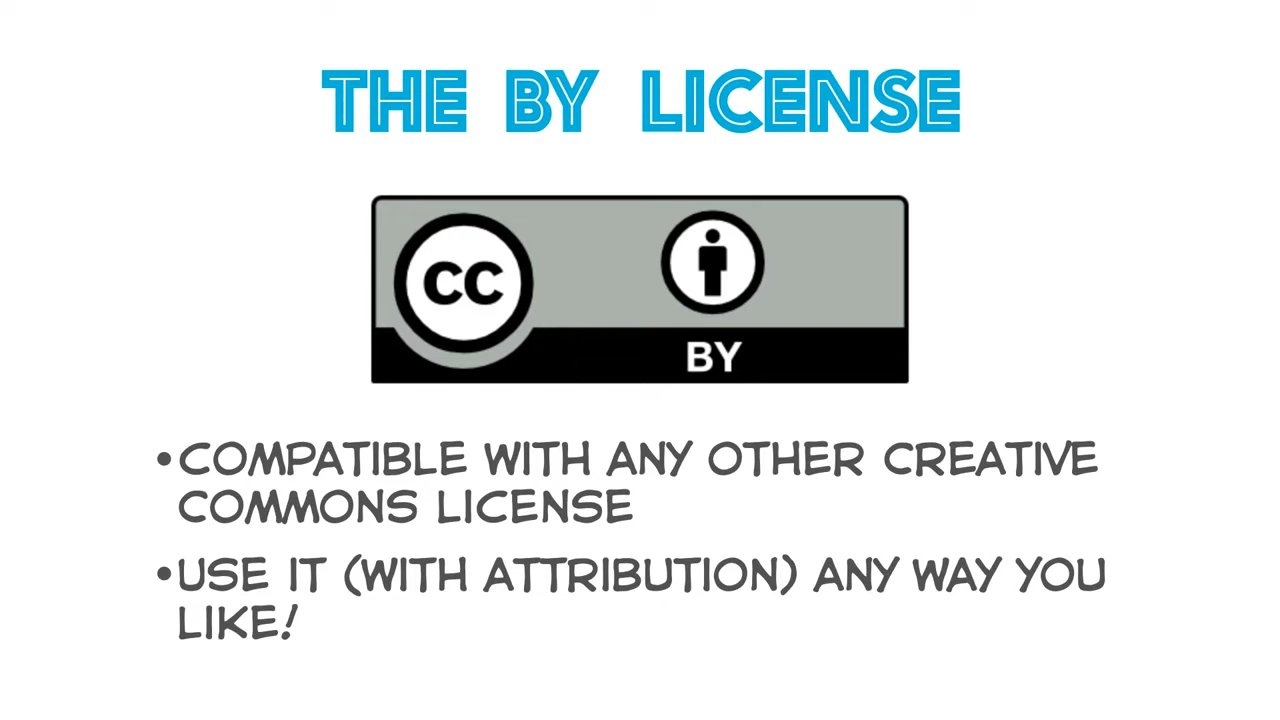 THE BY LICENSE
CC
BY
•COMPATIBLE WITH ANY OTHER CREATIVE
COMMONS LICENSE
•USE IT (WITH ATTRIBUTION) ANY WAY YOU
LIKE!